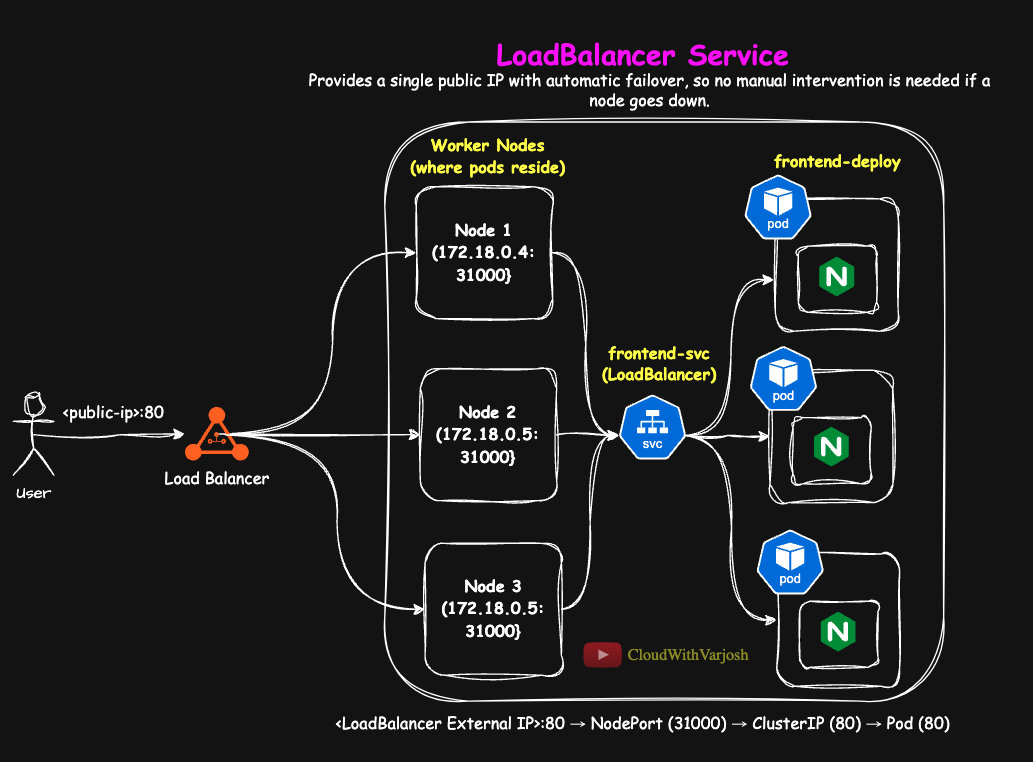 LoadBalancer Service
Provides a single public IP with automatic failover, so no manual intervention is needed if a
node goes down.
Worker Nodes
(where pods reside)
frontend-deploy
pod
N
Node 1
(172.18.0.4:
31000}
frontend-svc
(LoadBalancer)
pod
N
<public-ip>:80
Node 2
(172.18.0.5:
31000}
svc
Load Balancer
User
pod
N
Node 3
(172.18.0.5:
31000}
CloudWithVarjosh
<LoadBalancer External IP>:80 → NodePort (31000) → ClusterIP (80) → Pod (80)